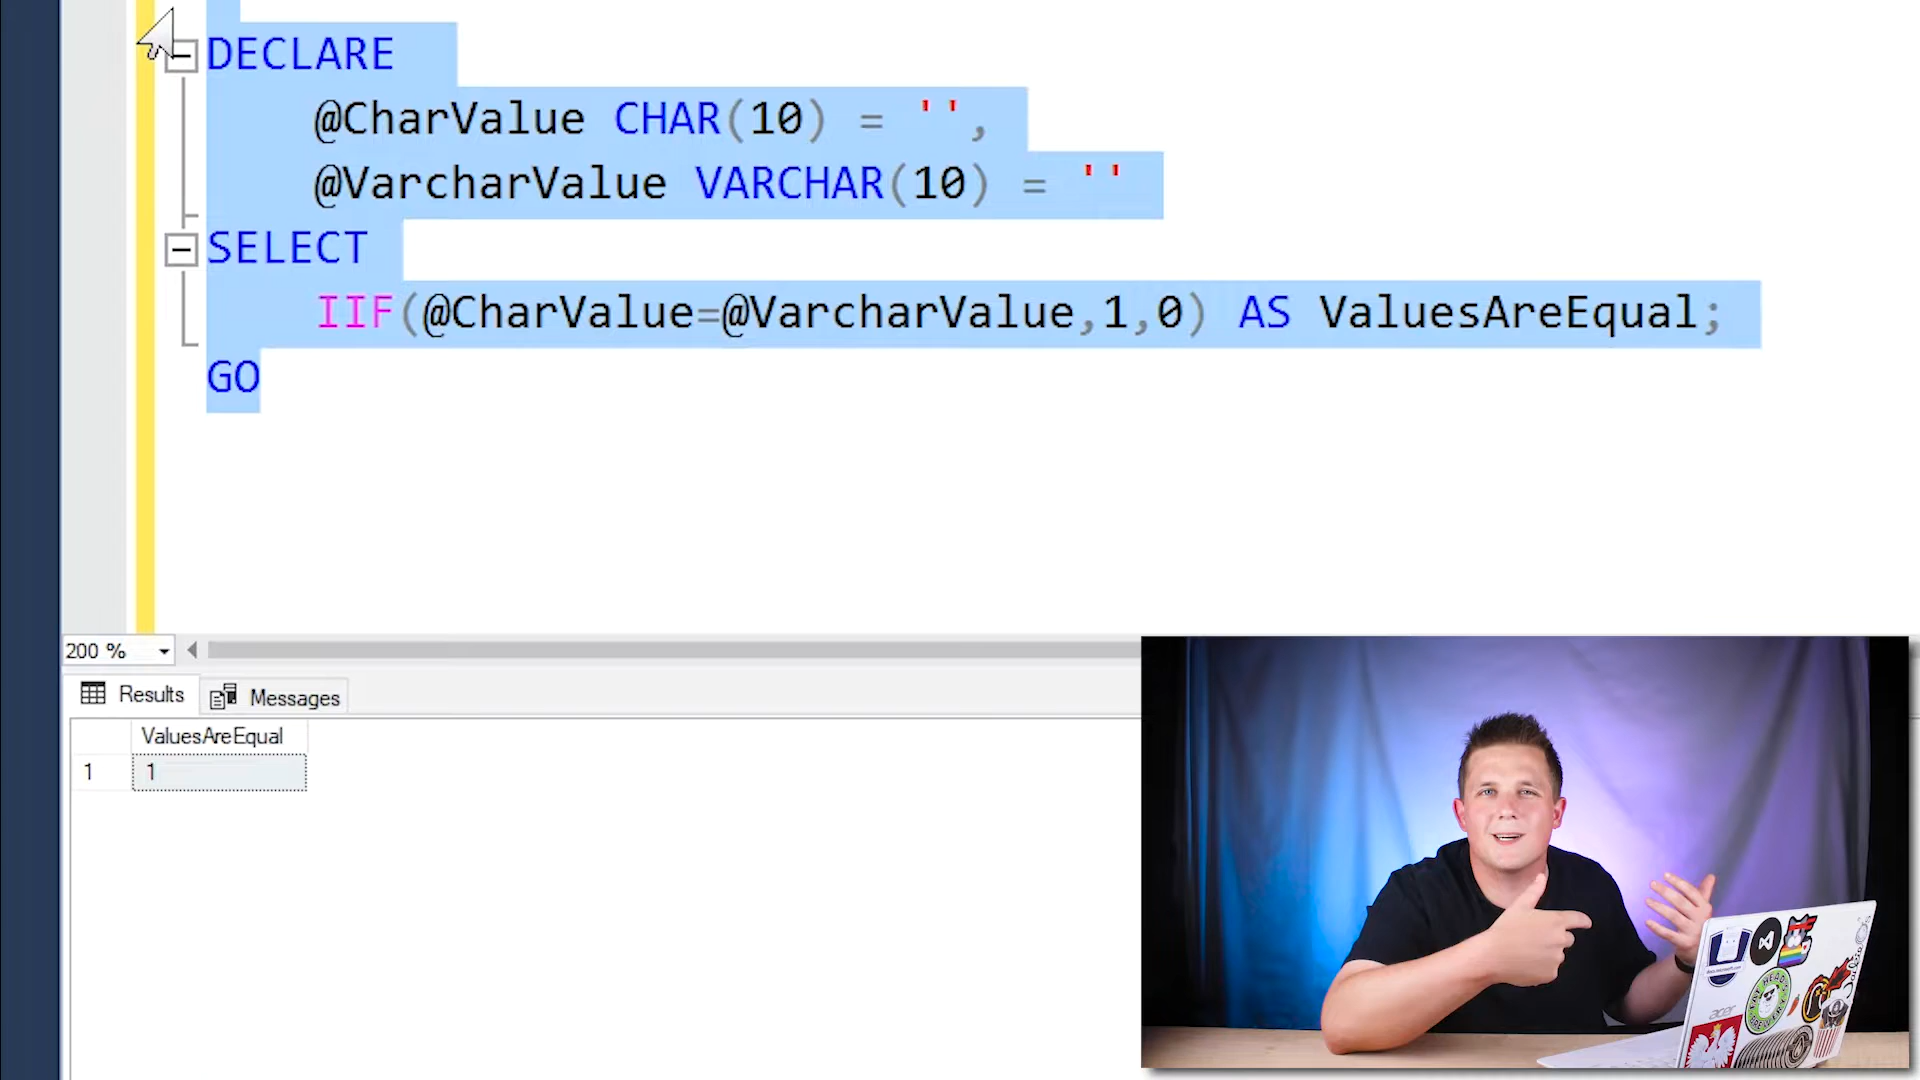 DECLARE
@CharValue CHAR(10) = '',
@VarcharValue VARCHAR(10) = ''
SELECT
IIF(@CharValue=@VarcharValue,1,0) AS ValuesAreEqual;
GO
200 %
Results Messages
ValuesAreEqual
1 1
acer